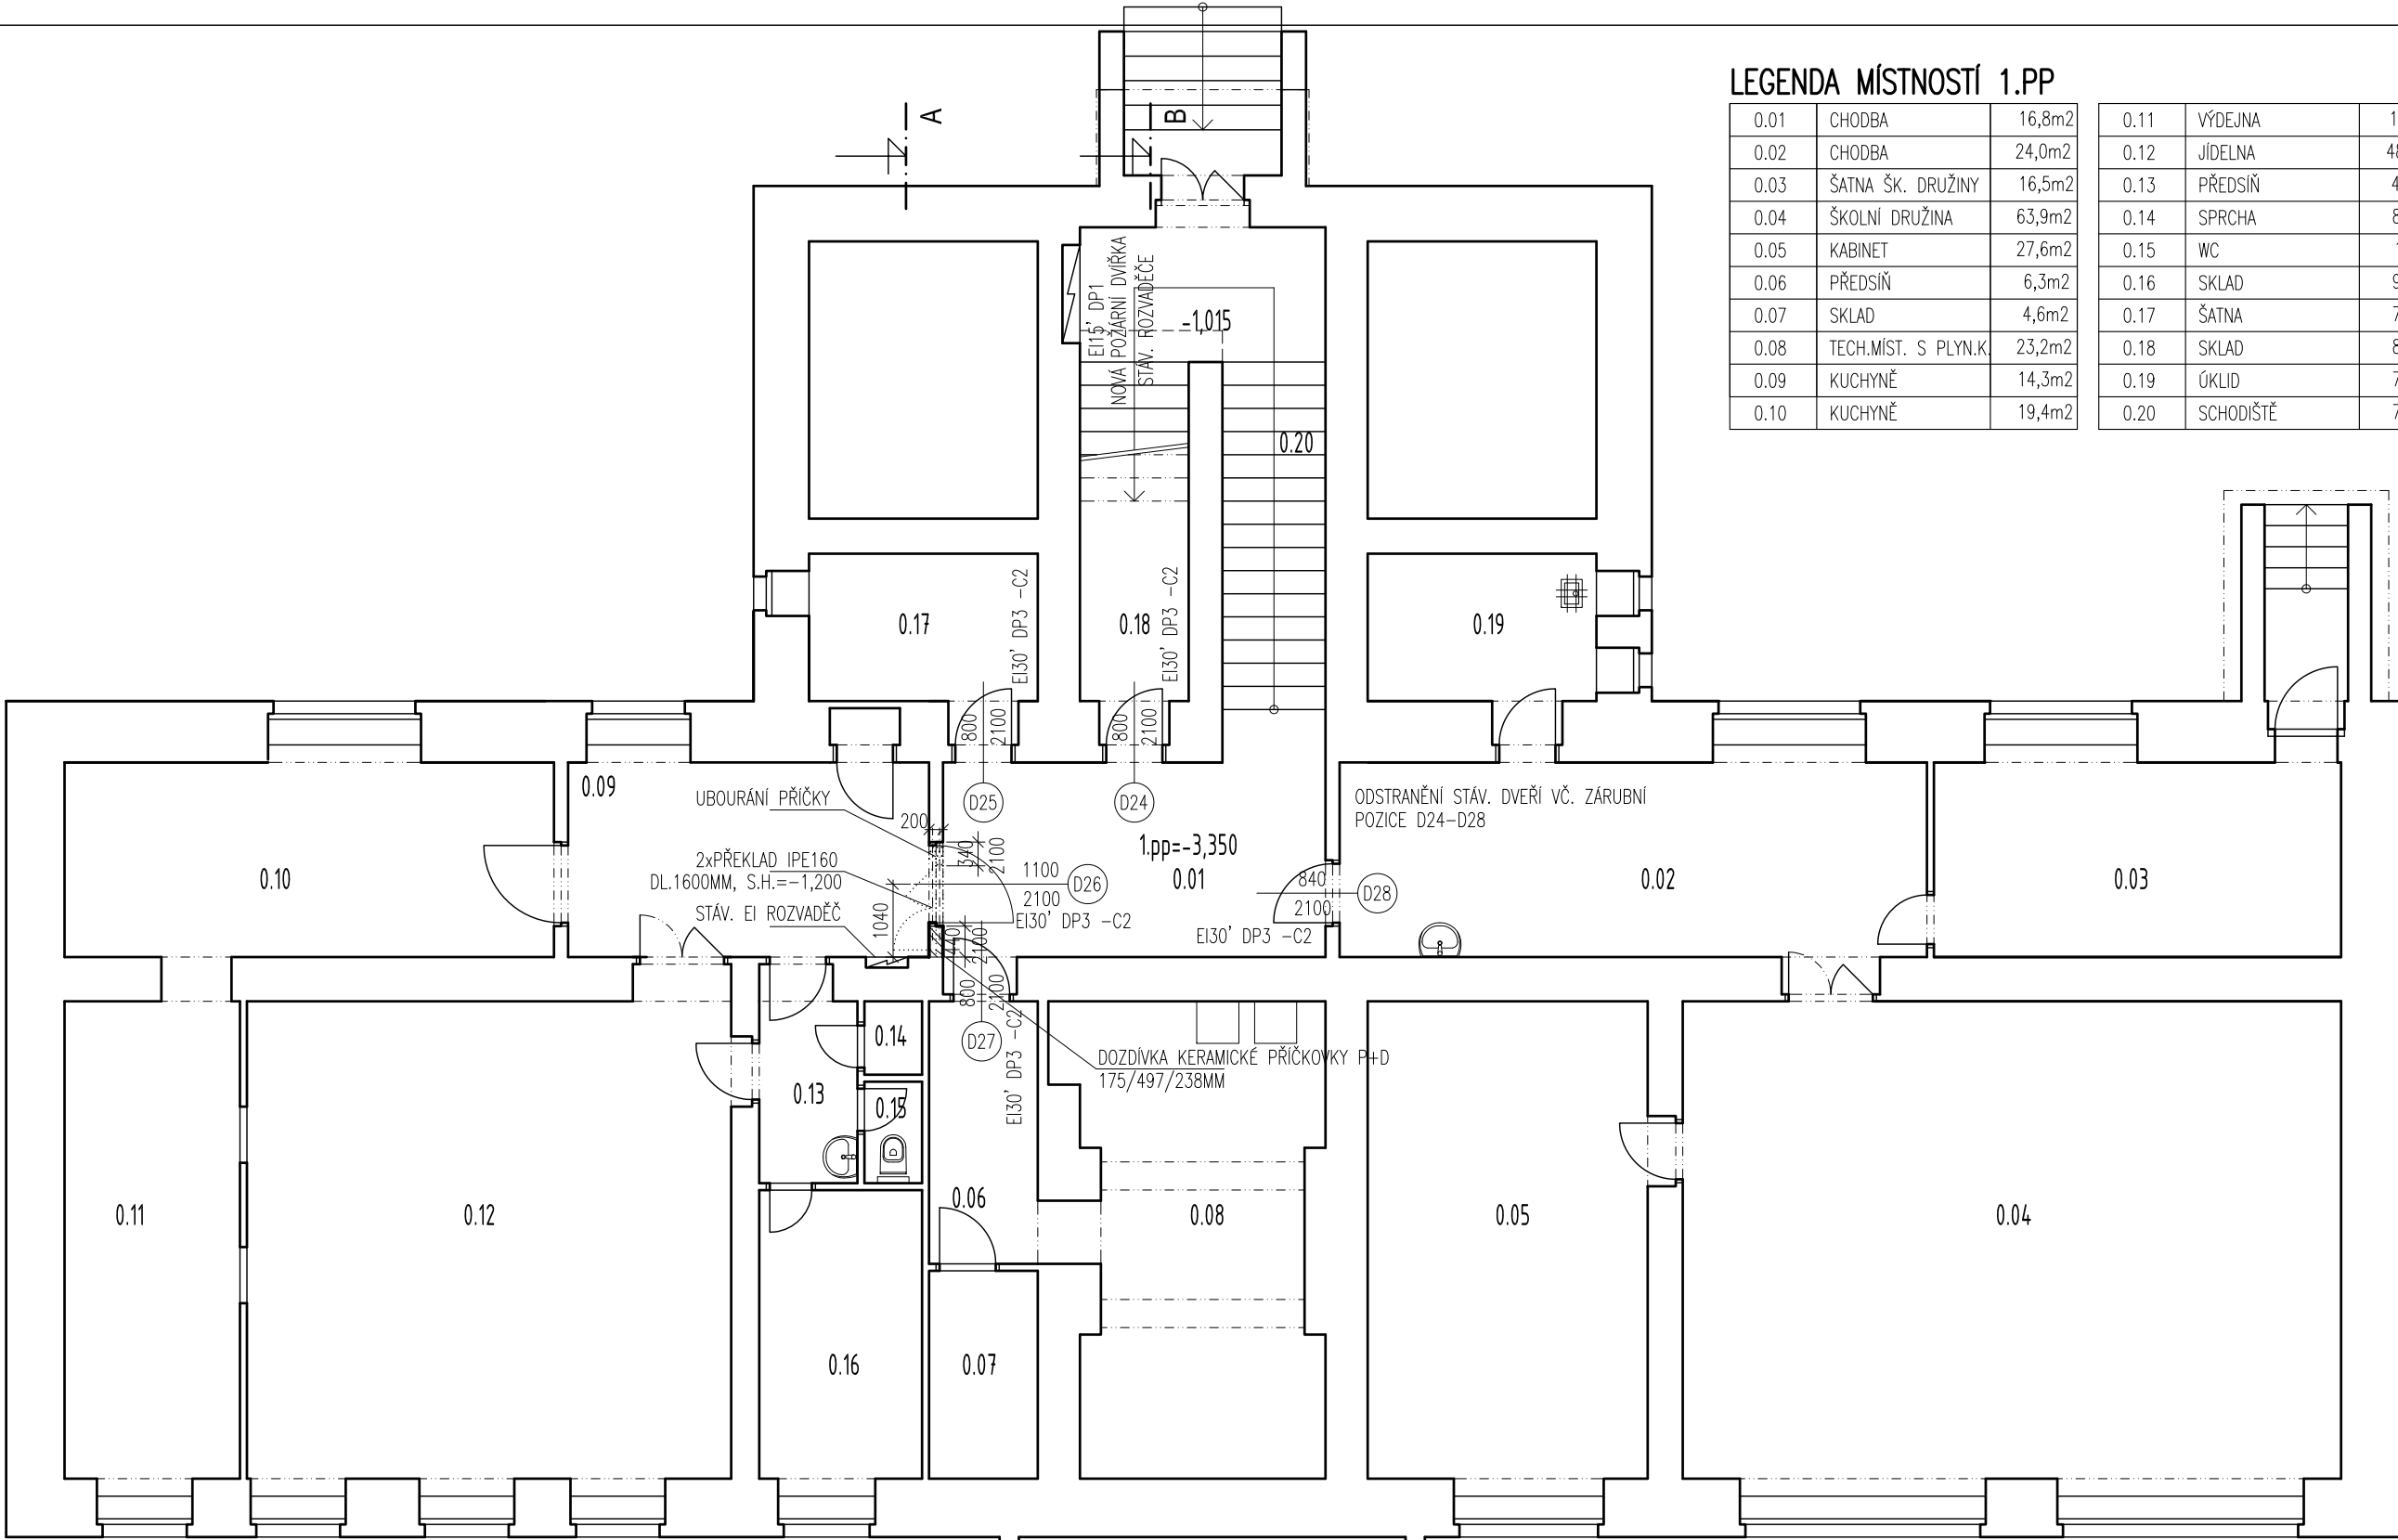 LEGENDA MÍSTNOSTÍ 1.PP
0.01 CHODBA 16,8m2
0.02 CHODBA 24,0m2
0.03 ŠATNA ŠK. DRUŽINY 16,5m2
0.04 ŠKOLNÍ DRUŽINA 63,9m2
0.05 KABINET 27,6m2
0.06 PŘEDSÍŇ 6,3m2
0.07 SKLAD 4,6m2
0.08 TECH.MÍST. S PLYN.K. 23,2m2
0.09 KUCHYNĚ 14,3m2
0.10 KUCHYNĚ 19,4m2
0.11 VÝDEJNA
0.12 JÍDELNA
0.13 PŘEDSÍŇ
0.14 SPRCHA
0.15 WC
0.16 SKLAD
0.17 ŠATNA
0.18 SKLAD
0.19 ÚKLID
0.20 SCHODIŠTĚ
A
B
EI15' DP1
NOVÁ POŽÁRNÍ DVÍŘKA
STÁV. ROZVADĚČE
-1,015
0.20
0.17
EI30' DP3 -C2
0.18
EI30' DP3 -C2
0.19
800
2100
800
2100
0.09
UBOURÁNÍ PŘÍČKY
200
D25
D24
ODSTRANĚNÍ STÁV. DVEŘÍ VČ. ZÁRUBNÍ
POZICE D24-D28
340
2100
1.pp=-3,350
2xPŘEKLAD IPE160
DL.1600MM, S.H.=-1,200
1100
2100
D26
EI30' DP3 -C2
0.10
0.01
840
2100
D28
EI30' DP3 -C2
0.02
0.03
STÁV. EI ROZVADĚČ
1040
440
2100
800
2100
D27
EI30' DP3 -C2
0.14
DOZDÍVKA KERAMICKÉ PŘÍČKOVKY P+D
175/497/238MM
0.13
0.15
0.06
0.11
0.12
0.08
0.05
0.04
0.16
0.07